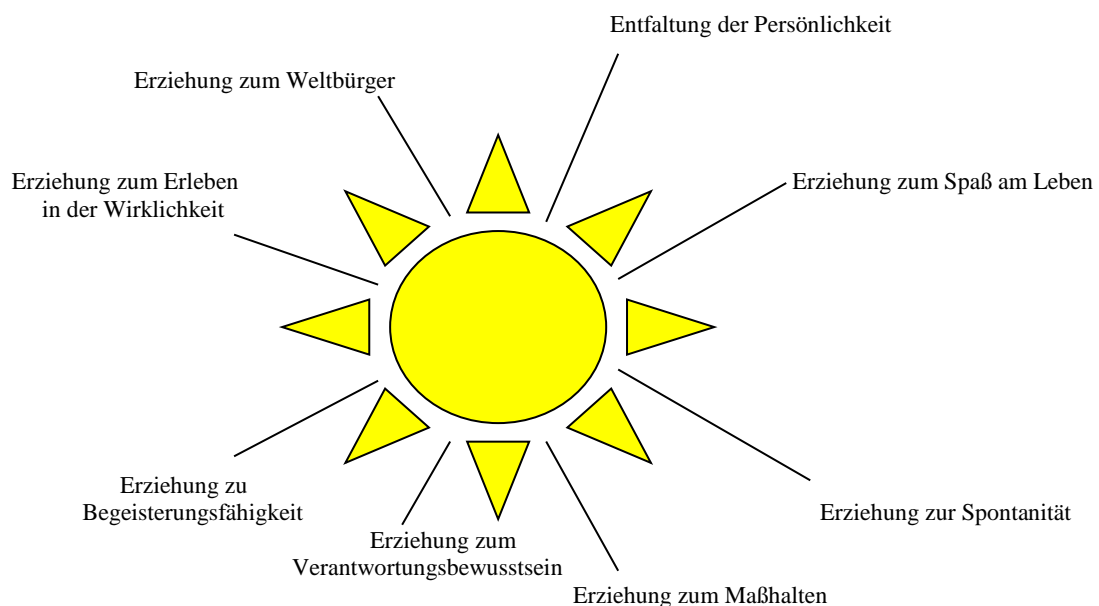 Entfaltung der Persönlichkeit
Erziehung zum Weltbürger
Erziehung zum Erleben
in der Wirklichkeit
Erziehung zum Spaß am Leben
Erziehung zu
Begeisterungsfähigkeit
Erziehung zur Spontanität
Erziehung zum
Verantwortungsbewusstsein
Erziehung zum Maßhalten